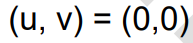 (u, v) = (0,0)